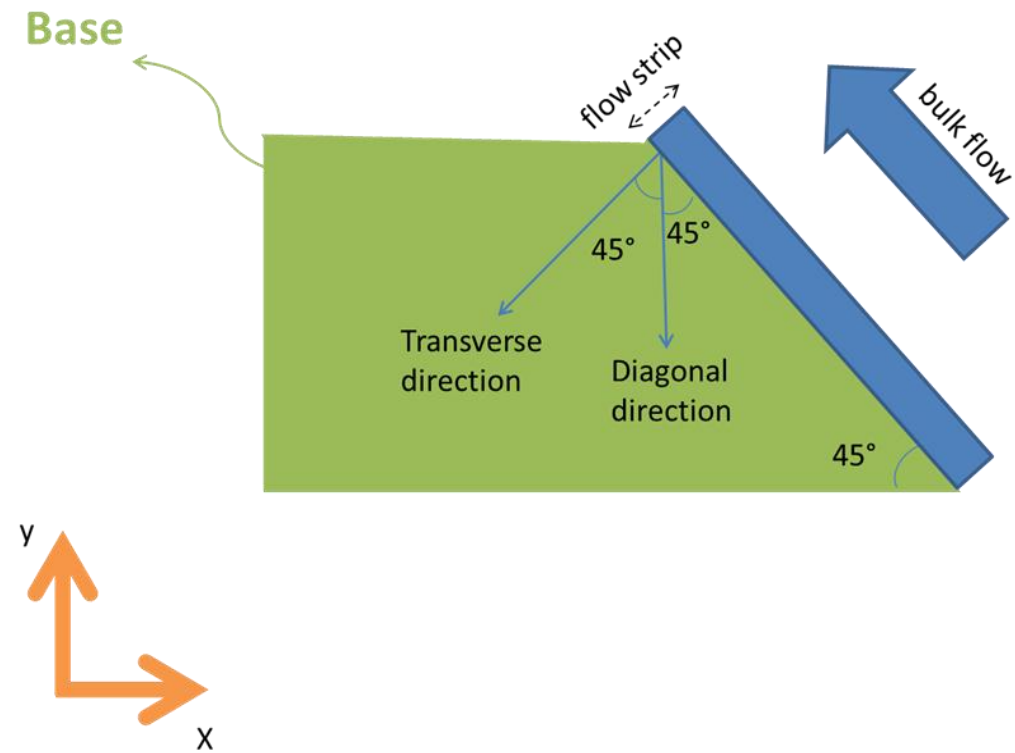 Base
flow strip
bulk flow
45°
45°
Transverse
direction
Diagonal
direction
45°
y
X